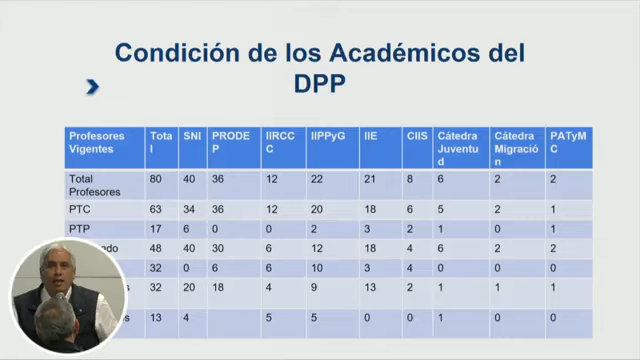 Condición de los Académicos del
DPP
Profesores Vigentes Total SNI PRODEP IIRCCC IIPPyG IIE CIIS Cátedra Juventud Cátedra Migración PATyMC
Total Profesores 80 40 36 12 22 21 8 6 2 2
PTC 63 34 36 12 20 18 6 5 2 1
PTP 17 6 0 0 2 3 2 1 0 1
48 40 30 6 12 18 4 6 2 2
32 0 6 6 10 3 4 0 0 0
32 20 18 4 9 13 2 1 1 1
13 4 5 5 0 0 1 0 0